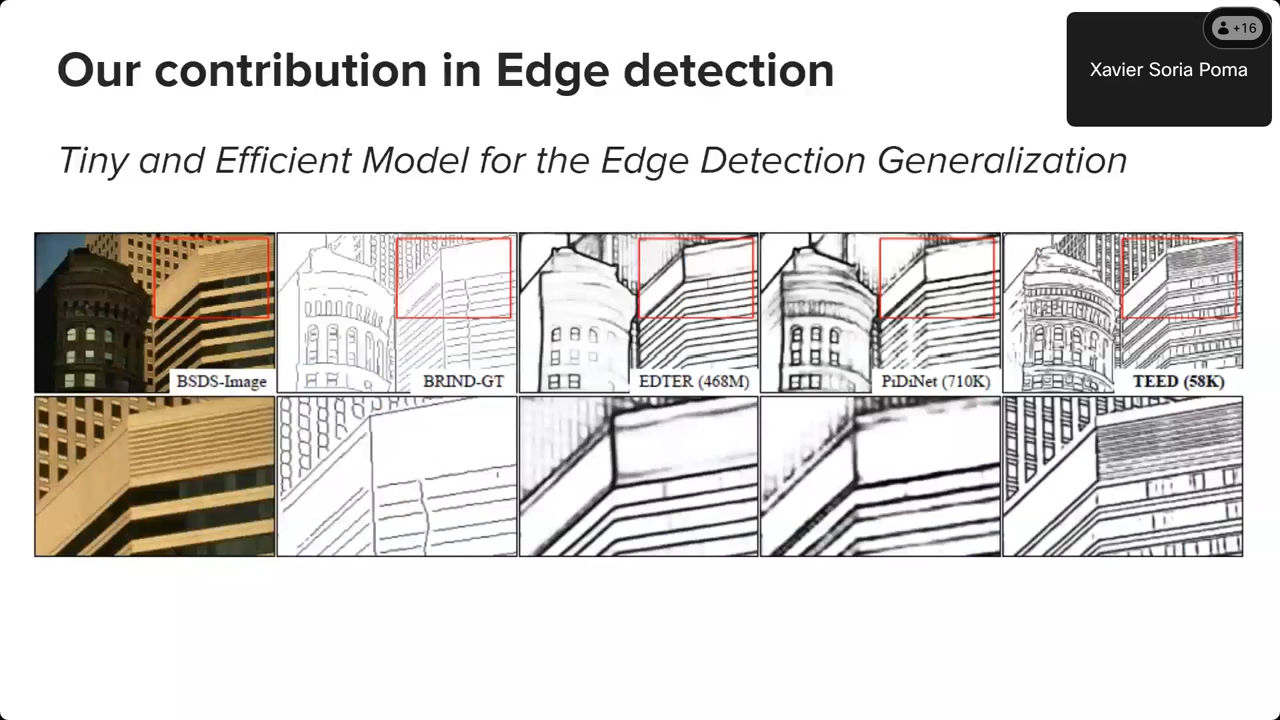 Our contribution in Edge detection
+16
Xavier Soria Poma
Tiny and Efficient Model for the Edge Detection Generalization
BSDS-Image
BRIND-GT
EDTER (468M)
PiDiNet (710K)
TEED (58K)